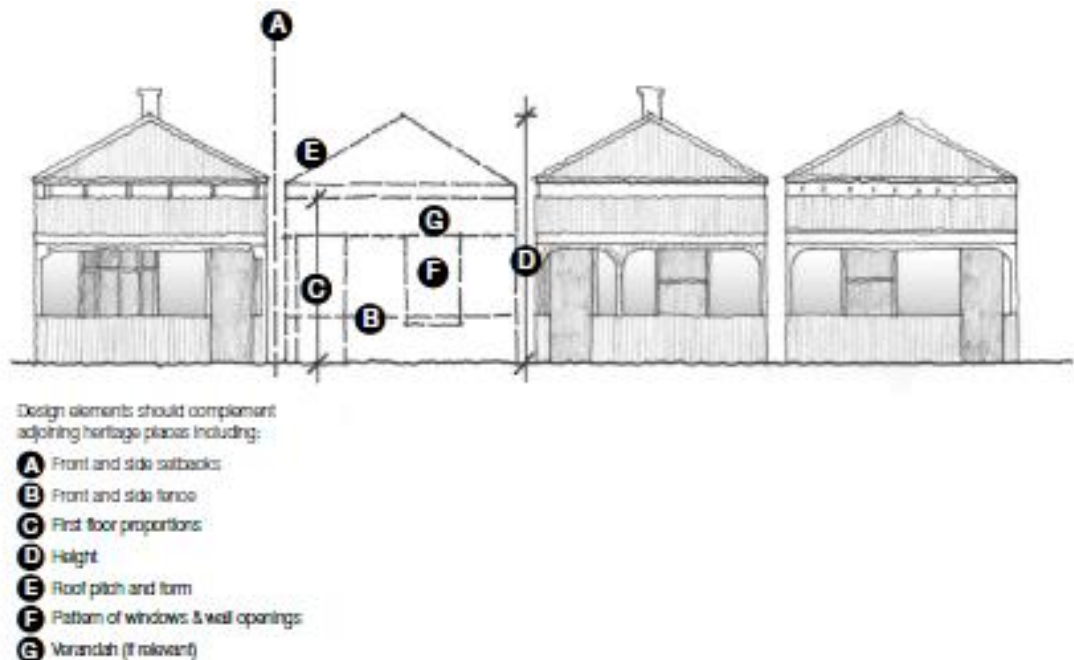 A
E
G
D
F
C
B
Design elements should complement
adjoining heritage places including:
A Front and side setbacks
B Front and side fence
C First floor proportions
D Height
E Roof pitch and form
F Pattern of windows & wall openings
G Verandah (if relevant)